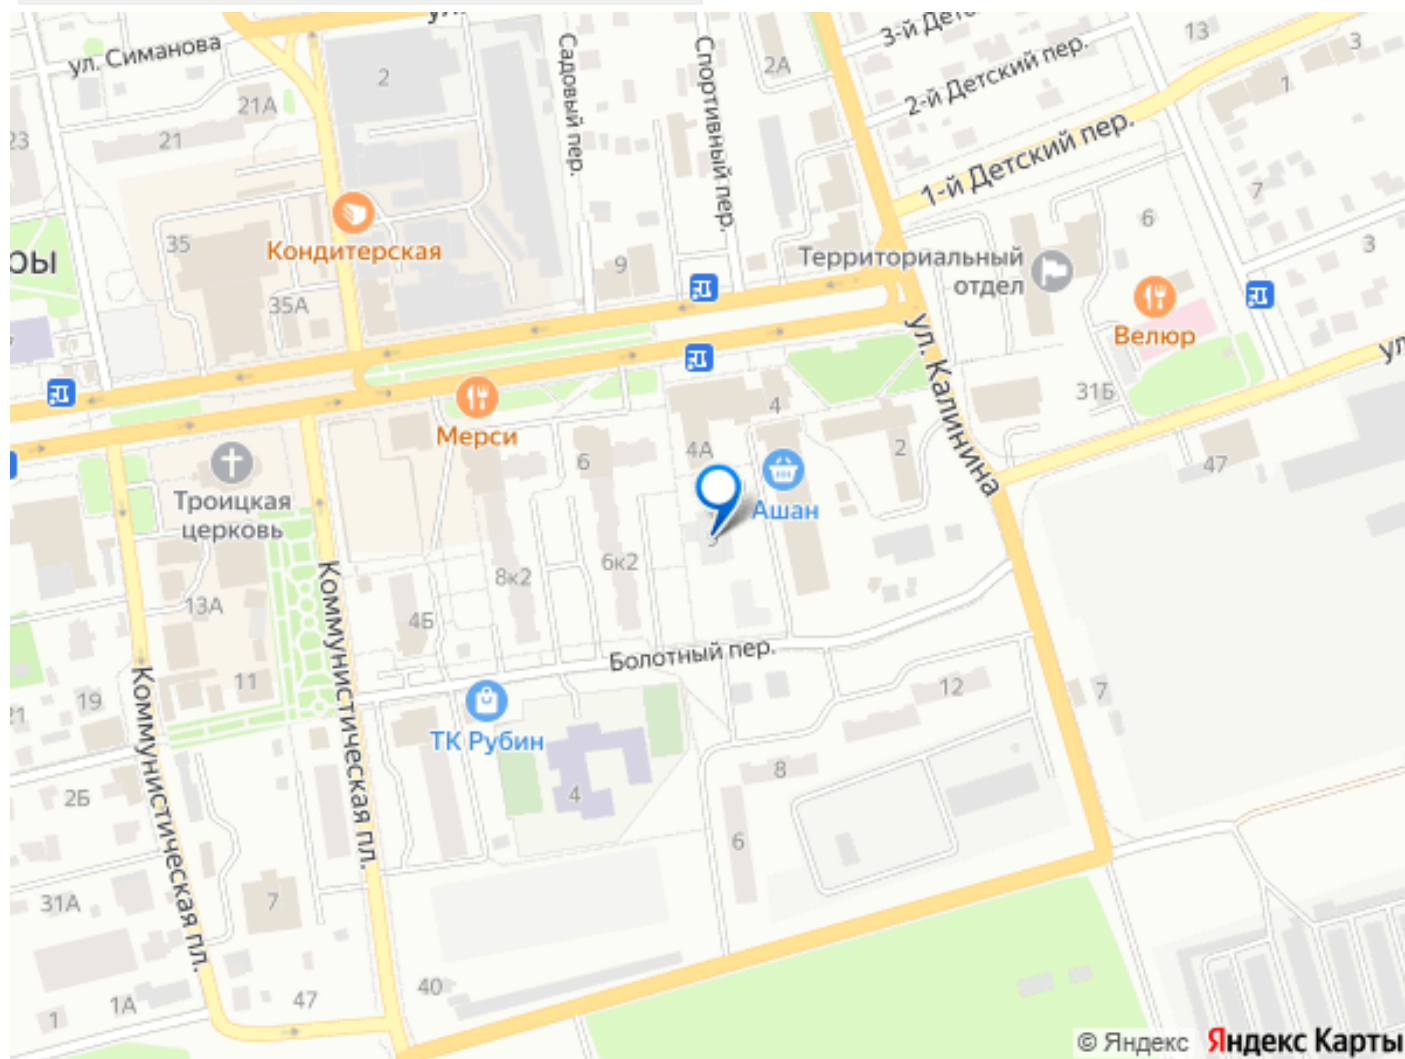 ул. Симанова
2
21А
21
23
Садовый пер.
Спортивный пер.
2А
3-й Дет
2-й Детский пер.
1-й Детский пер.
13
3
1
7
6
3
35
Кондитерская
35А
9
Территориальный
отдел
Велюр
ры
ул. Калинина
31Б
47
ул
Мерси
6
4
4А
2
Ашан
Троицкая
церковь
13А
8к2
6к2
4Б
Коммунистическая пл.
Болотный пер.
11
19
21
ТК Рубин
12
7
Коммунистическая пл.
2Б
4
8
6
31А
7
1А
1
47
40
© Яндекс Яндекс Карты